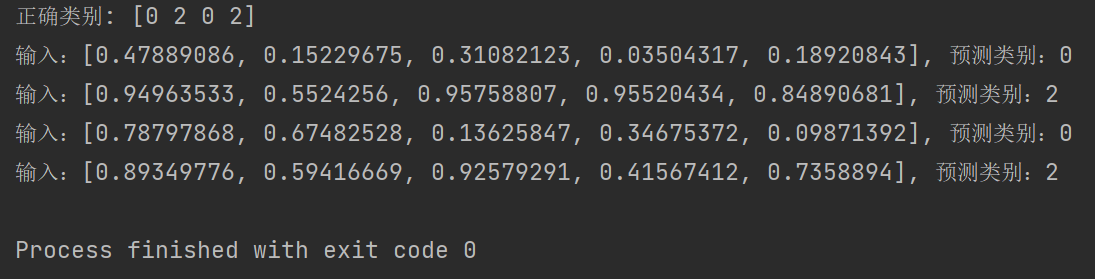 正确类别: [0 2 0 2]
输入：[0.47889086, 0.15229675, 0.31082123, 0.03504317, 0.18920843], 预测类别：0
输入：[0.94963533, 0.5524256, 0.95758807, 0.95520434, 0.84890681], 预测类别：2
输入：[0.78797868, 0.67482528, 0.13625847, 0.34675372, 0.09871392], 预测类别：0
输入：[0.89349776, 0.59416669, 0.92579291, 0.41567412, 0.7358894], 预测类别：2
Process finished with exit code 0